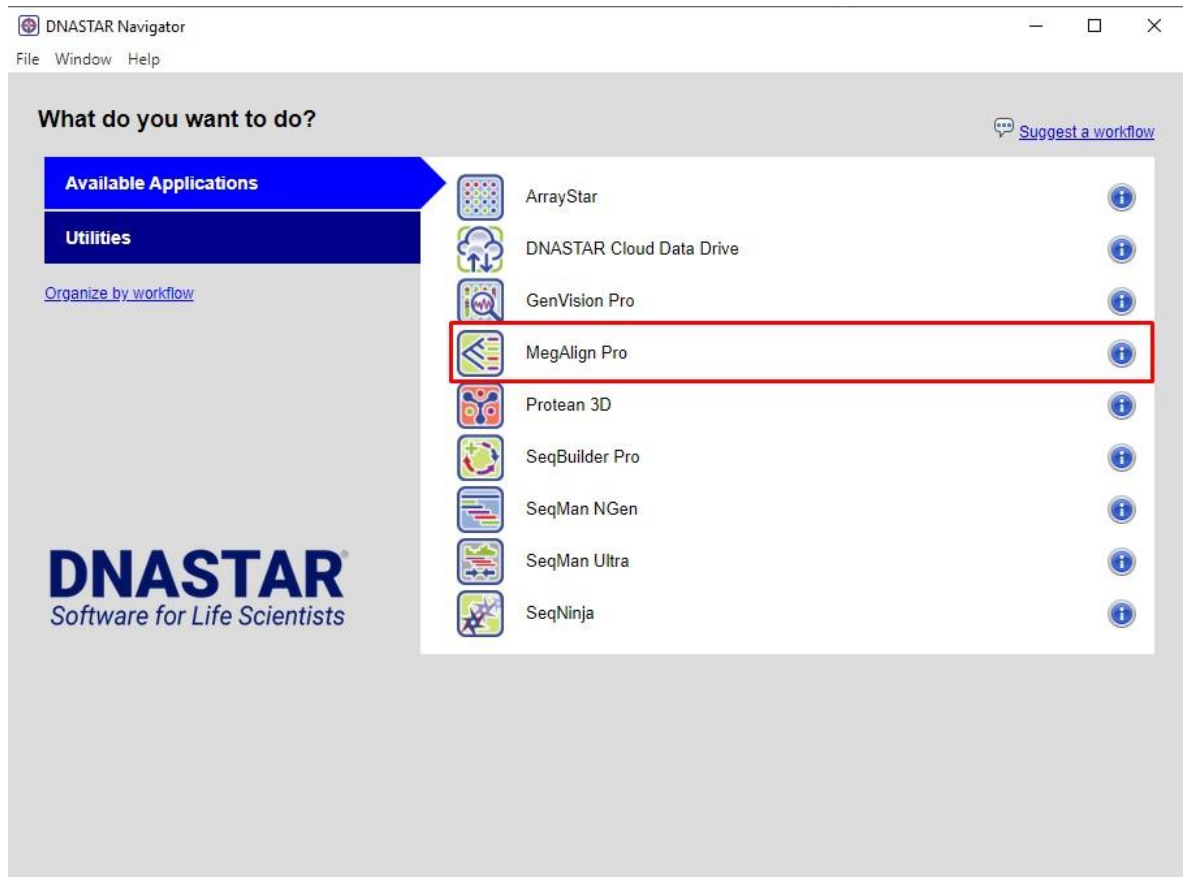 DNASTAR Navigator
File Window Help
What do you want to do?
Suggest a workflow
Available Applications
Utilities
Organize by workflow
ArrayStar
DNASTAR Cloud Data Drive
GenVision Pro
MegAlign Pro
Protean 3D
SeqBuilder Pro
SeqMan NGen
SeqMan Ultra
SeqNinja
DNASTAR®
Software for Life Scientists